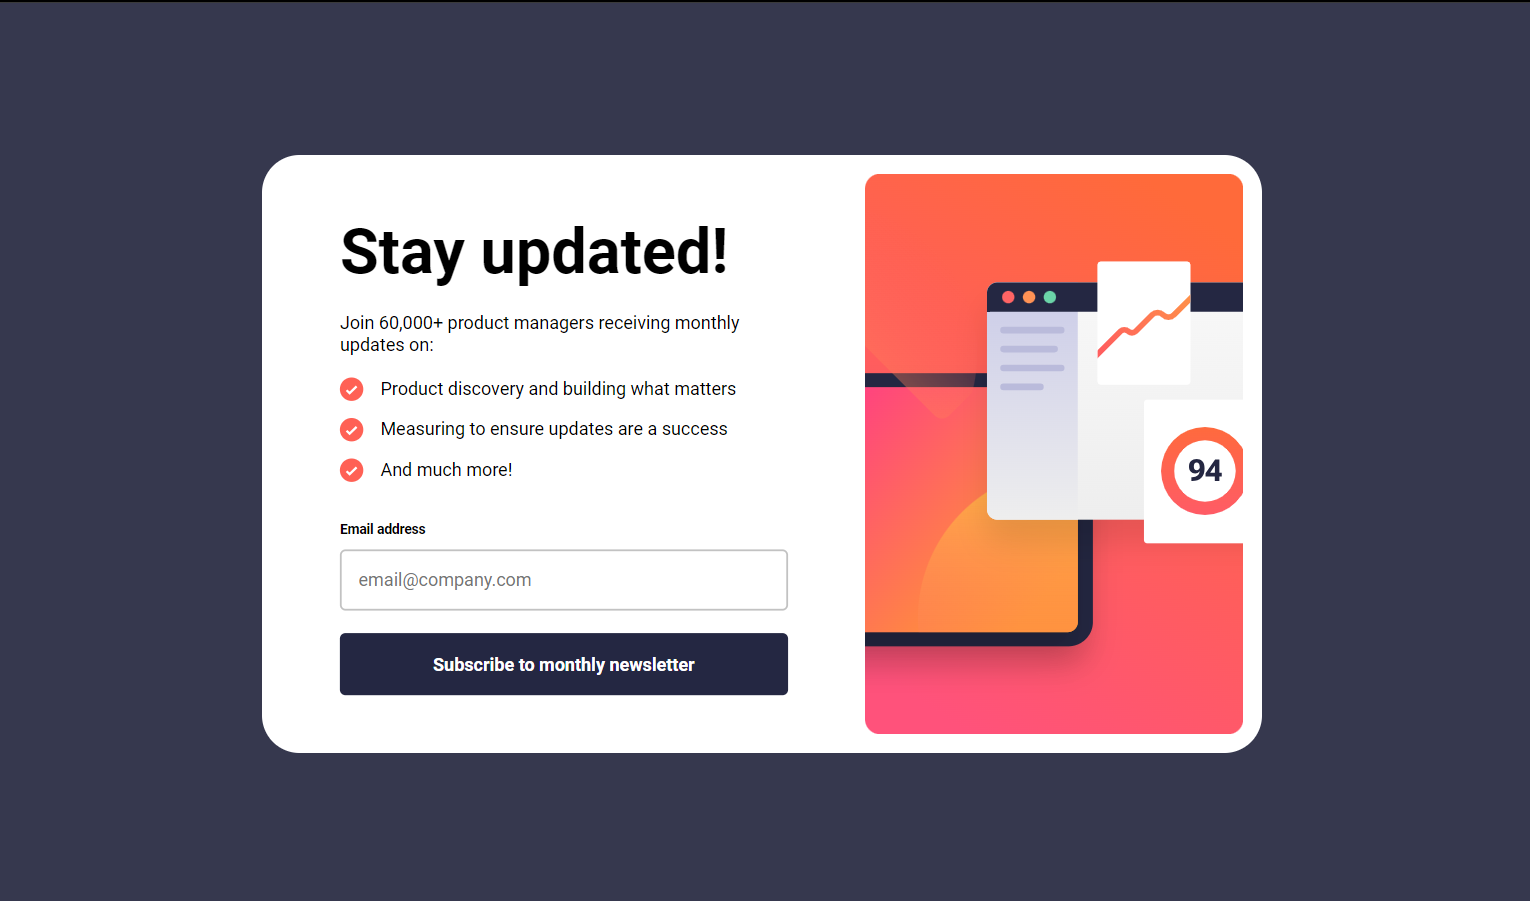 Stay updated!
Join 60,000+ product managers receiving monthly
updates on:
Product discovery and building what matters
Measuring to ensure updates are a success
And much more!
Email address
email@company.com
Subscribe to monthly newsletter
94